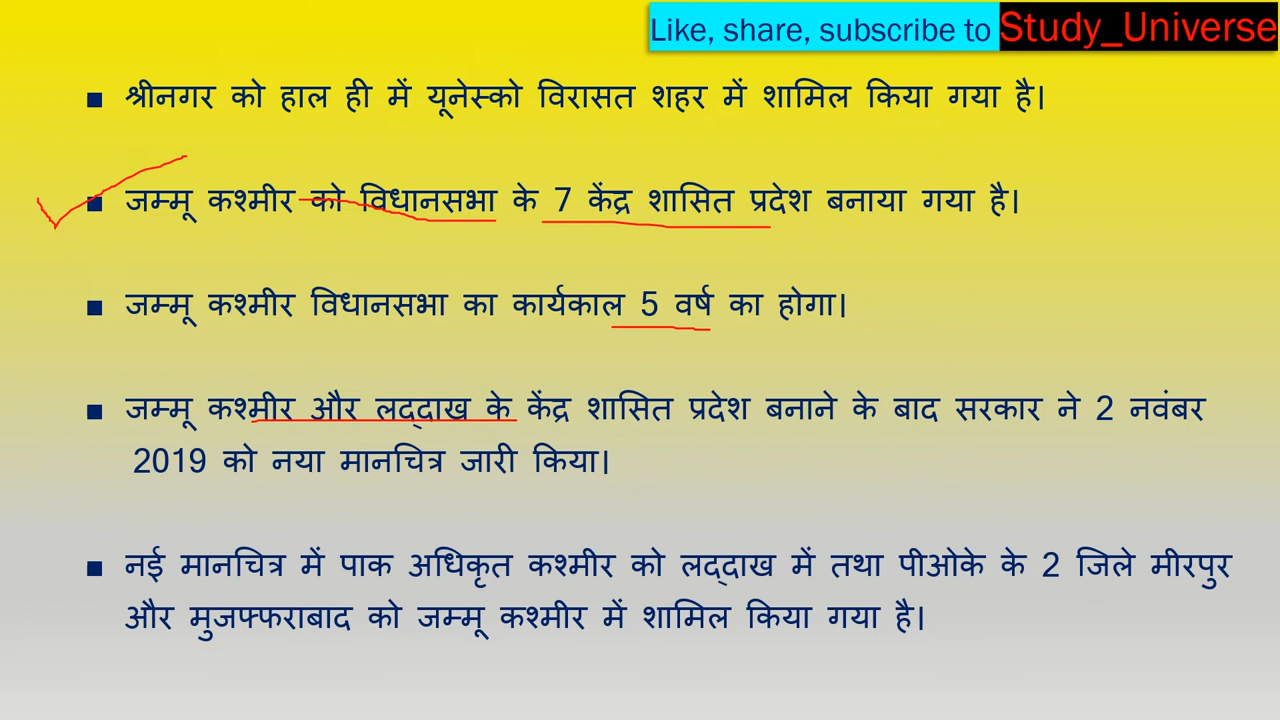 Like, share, subscribe to Study_Universe
▪ श्रीनगर को हाल ही में यूनेस्को विरासत शहर में शामिल किया गया है।
▪ जम्मू कश्मीर को विधानसभा के 7 केंद्र शासित प्रदेश बनाया गया है।
▪ जम्मू कश्मीर विधानसभा का कार्यकाल 5 वर्ष का होगा।
▪ जम्मू कश्मीर और लद्दाख के केंद्र शासित प्रदेश बनाने के बाद सरकार ने 2 नवंबर
2019 को नया मानचित्र जारी किया।
▪ नई मानचित्र में पाक अधिकृत कश्मीर को लद्दाख में तथा पीओके के 2 जिले मीरपुर
और मुजफ्फराबाद को जम्मू कश्मीर में शामिल किया गया है।